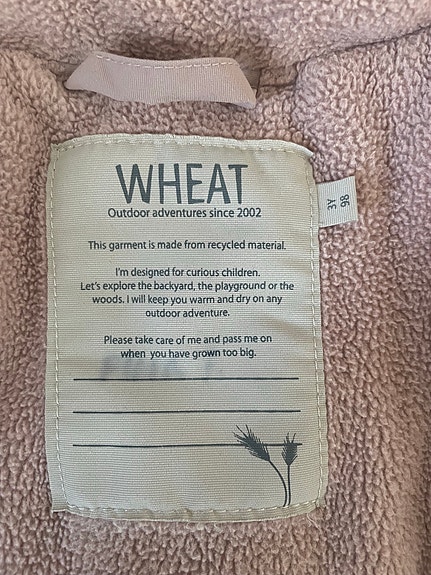 WHEAT
Outdoor adventures since 2002
This garment is made from recycled material.
I'm designed for curious children.
Let's explore the backyard, the playground or the
woods. I will keep you warm and dry on any
outdoor adventure.
Please take care of me and pass me on
when you have grown too big.
3Y
98